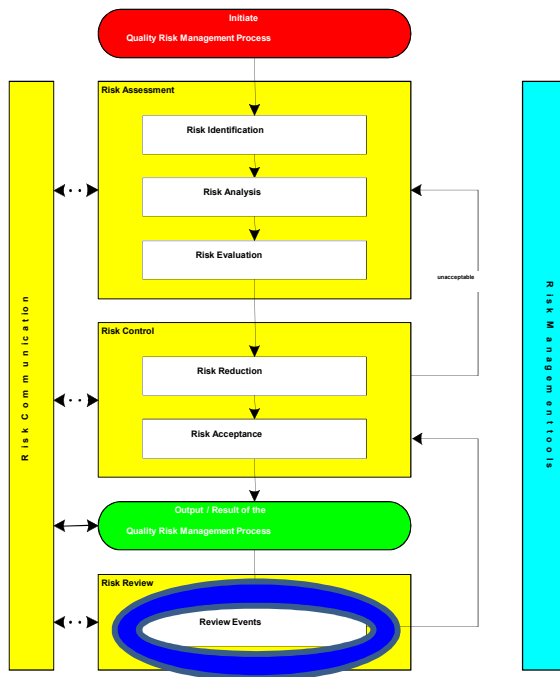 Initiate
Quality Risk Management Process
Risk Assessment
Risk Identification
Risk Analysis
Risk Evaluation
unacceptable
Risk Control
Risk Reduction
Risk Acceptance
Output / Result of the
Quality Risk Management Process
Risk Review
Review Events
Risk Communication
Risk Management tools